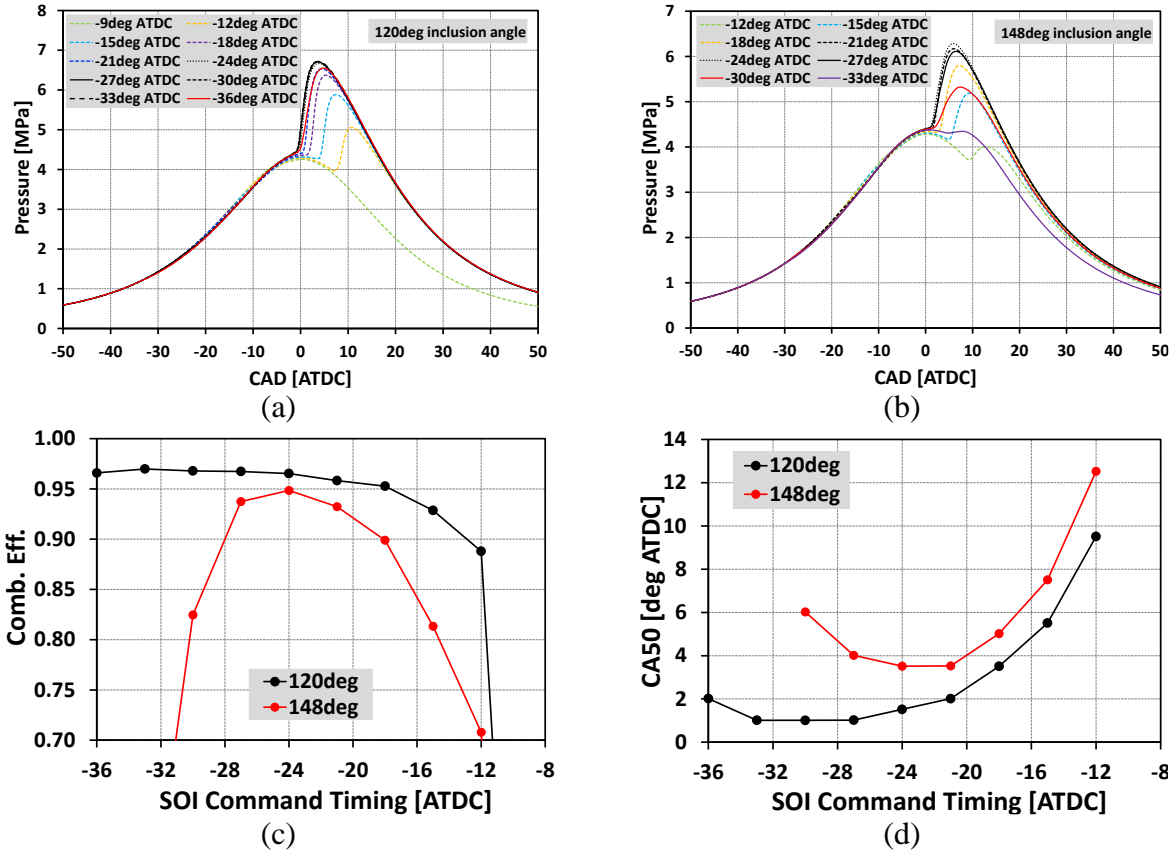 -9deg ATDC -12deg ATDC
-15deg ATDC -18deg ATDC
-21deg ATDC -24deg ATDC
-27deg ATDC -30deg ATDC
-33deg ATDC -36deg ATDC
120deg inclusion angle
8
7
6
5
4
3
2
1
0
Pressure [MPa]
-50 -40 -30 -20 -10 0 10 20 30 40 50
CAD [ATDC]
(a)
-12deg ATDC -15deg ATDC
-18deg ATDC -21deg ATDC
-24deg ATDC -27deg ATDC
-30deg ATDC -33deg ATDC
148deg inclusion angle
7
6
5
4
3
2
1
0
Pressure [MPa]
-50 -40 -30 -20 -10 0 10 20 30 40 50
CAD [ATDC]
(b)
1.00
0.95
0.90
0.85
0.80
0.75
0.70
Comb. Eff.
120deg
148deg
-36 -32 -28 -24 -20 -16 -12 -8
SOI Command Timing [ATDC]
(c)
14
12
10
8
6
4
2
0
CA50 [deg ATDC]
120deg
148deg
-36 -32 -28 -24 -20 -16 -12 -8
SOI Command Timing [ATDC]
(d)